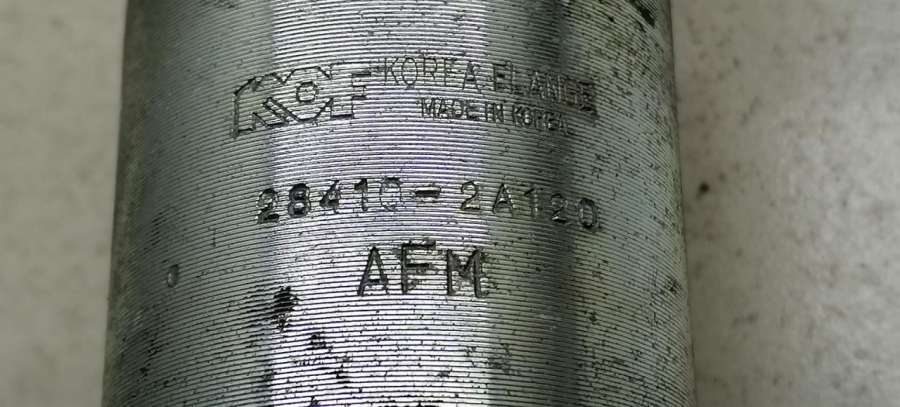 KOF KOREA FLANGE
MADE IN KOREA
28410-2A120
AFM